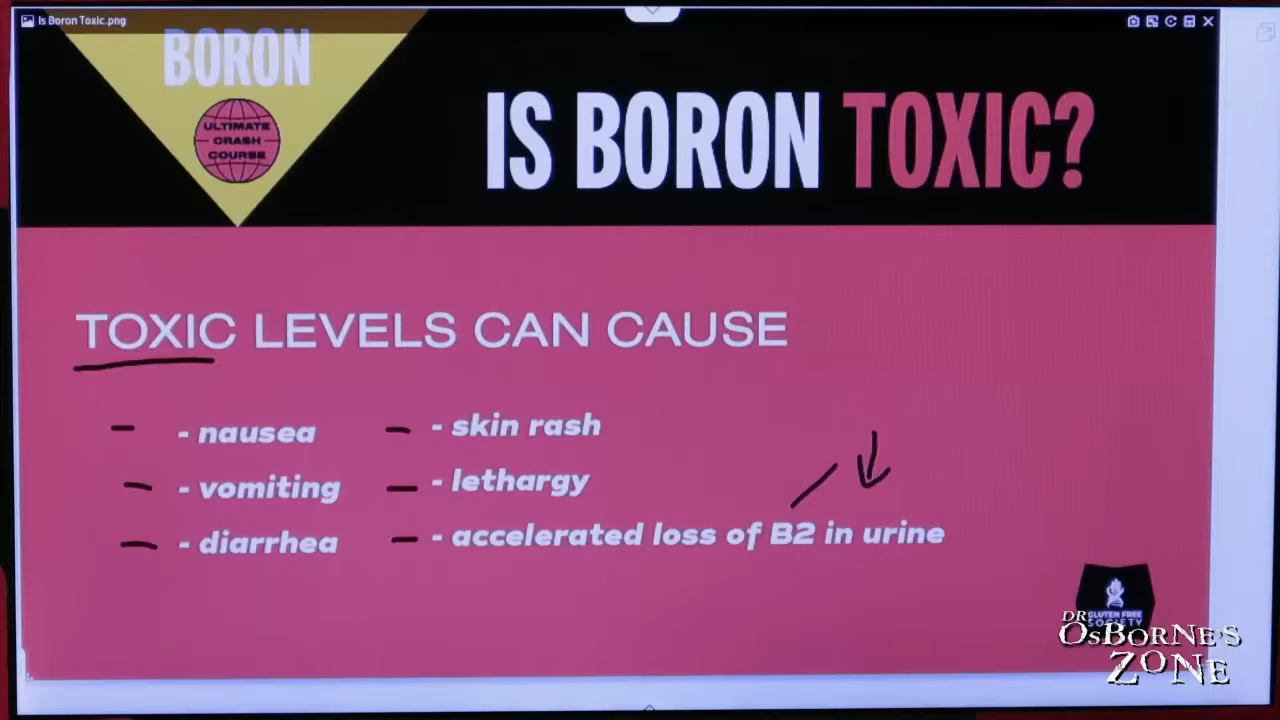 Is Boron Toxic.png
BORON
ULTIMATE
CRASH
COURSE
IS BORON TOXIC?
TOXIC LEVELS CAN CAUSE
- nausea
- vomiting
- diarrhea
- skin rash
- lethargy
- accelerated loss of B2 in urine
GLUTEN FREE
SOCIETY
DR
OSBORNE'S
ZONE